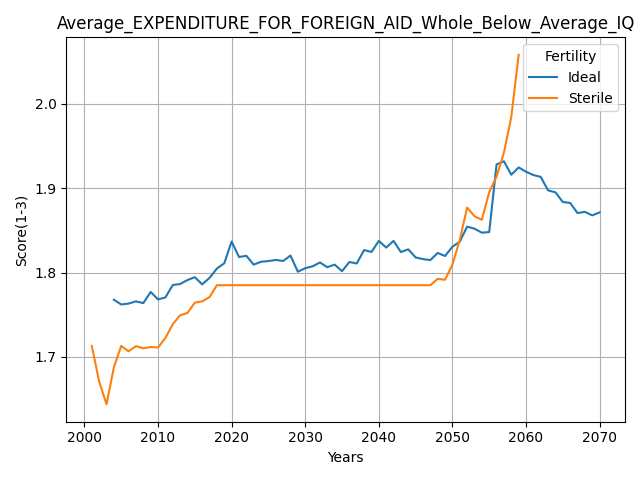 Average_EXPENDITURE_FOR_FOREIGN_AID_Whole_Below_Average_IQ
Fertility
Ideal
Sterile
2.0
1.9
1.8
1.7
Score(1-3)
2000 2010 2020 2030 2040 2050 2060 2070
Years